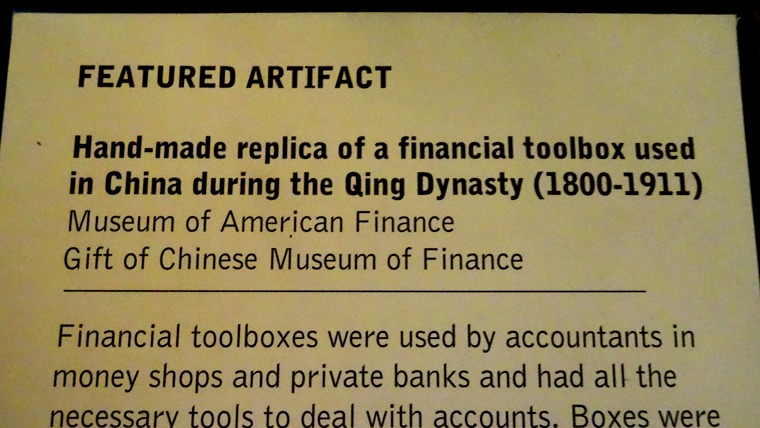 FEATURED ARTIFACT
Hand-made replica of a financial toolbox used
in China during the Qing Dynasty (1800-1911)
Museum of American Finance
Gift of Chinese Museum of Finance
Financial toolboxes were used by accountants in
money shops and private banks and had all the
necessary tools to deal with accounts. Boxes were